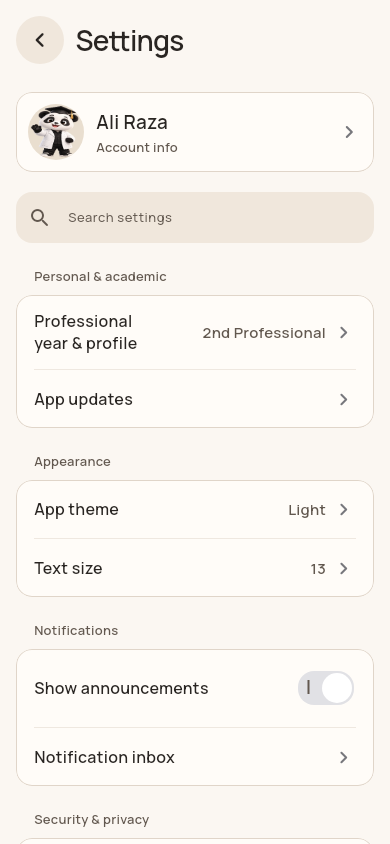 Settings
Ali Raza
Account info
Search settings
Personal & academic
Professional
year & profile
2nd Professional
App updates
Appearance
App theme
Light
Text size
13
Notifications
Show announcements
Notification inbox
Security & privacy